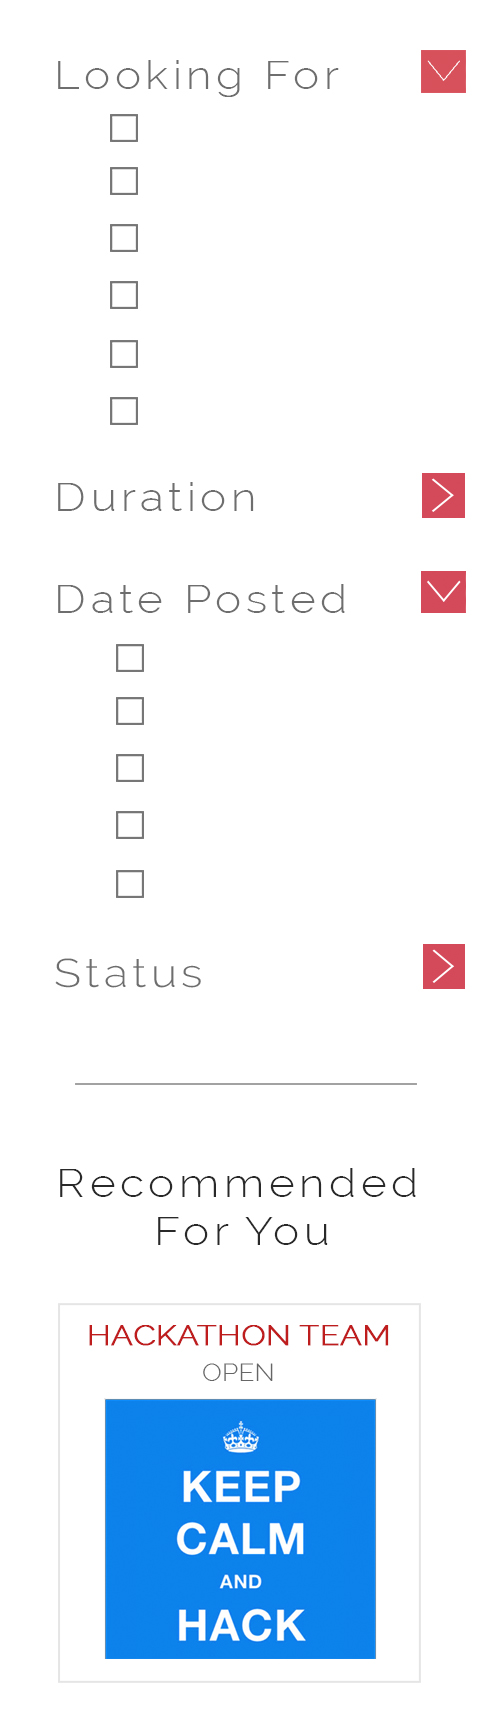 Looking For
Duration
Date Posted
Status
Recommended
For You
HACKATHON TEAM
OPEN
KEEP
CALM
AND
HACK